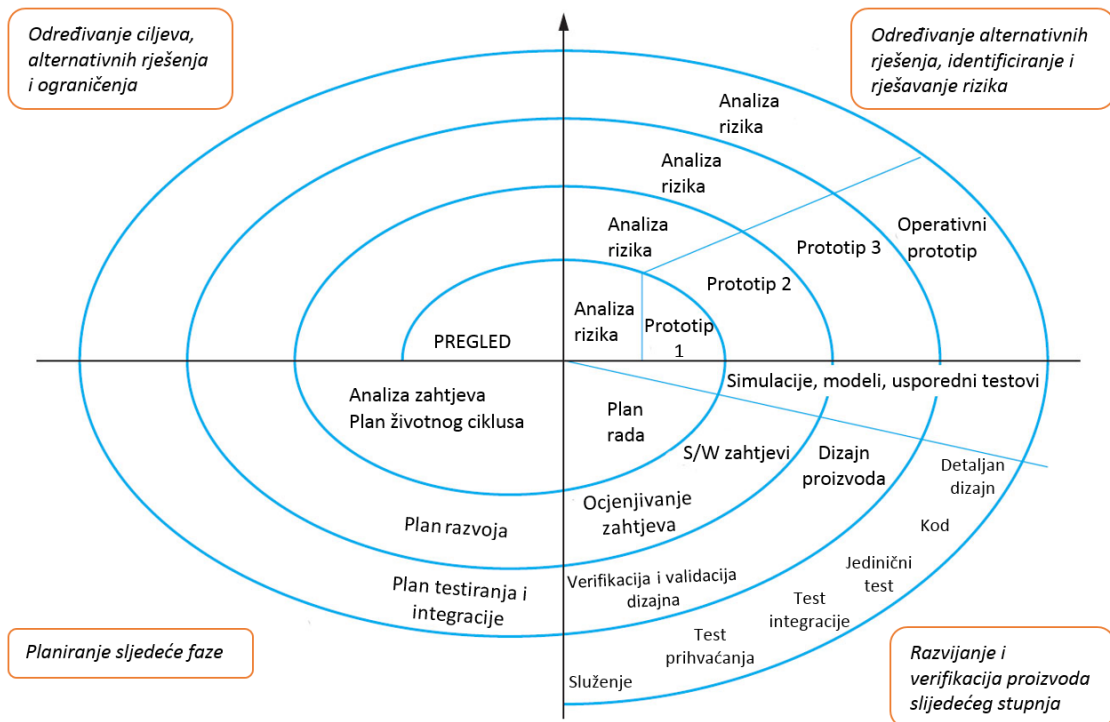 Određivanje ciljeva,
alternativnih rješenja
i ograničenja
Određivanje alternativnih
rješenja, identificiranje i
rješavanje rizika
Analiza
rizika
Analiza
rizika
Analiza
rizika
Analiza
rizika
Prototip
1
Prototip 2
Prototip 3
Operativni
prototip
PREGLED
Simulacije, modeli, usporedni testovi
Analiza zahtjeva
Plan životnog ciklusa
Plan
rada
S/W zahtjevi
Dizajn
proizvoda
Detaljan
dizajn
Plan razvoja
Ocjenjivanje
zahtjeva
Kod
Jedinični
test
Plan testiranja i
integracije
Verifikacija i validacija
dizajna
Test
integracije
Test
prihvaćanja
Služenje
Planiranje sljedeće faze
Razvijanje i
verifikacija proizvoda
slijedećeg stupnja